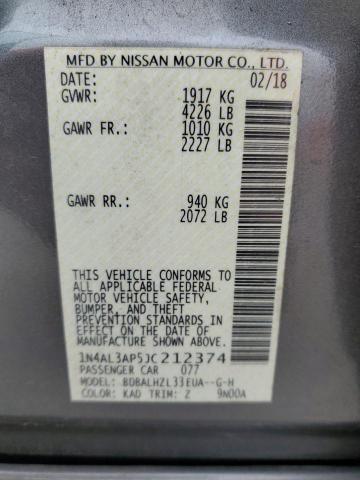 MFD BY NISSAN MOTOR CO., LTD.
DATE: 02/18
GVWR: 1917 KG
4226 LB
GAWR FR.: 1010 KG
2227 LB
GAWR RR.: 940 KG
2072 LB
THIS VEHICLE CONFORMS TO
ALL APPLICABLE FEDERAL
MOTOR VEHICLE SAFETY,
BUMPER, AND THEFT
PREVENTION STANDARDS IN
EFFECT ON THE DATE OF
MANUFACTURE SHOWN ABOVE.
1N4AL3AP5JC212374
PASSENGER CAR 077
MODEL: BDBALHZL33EUA--G-H
COLOR: KAD TRIM: Z 9N00A